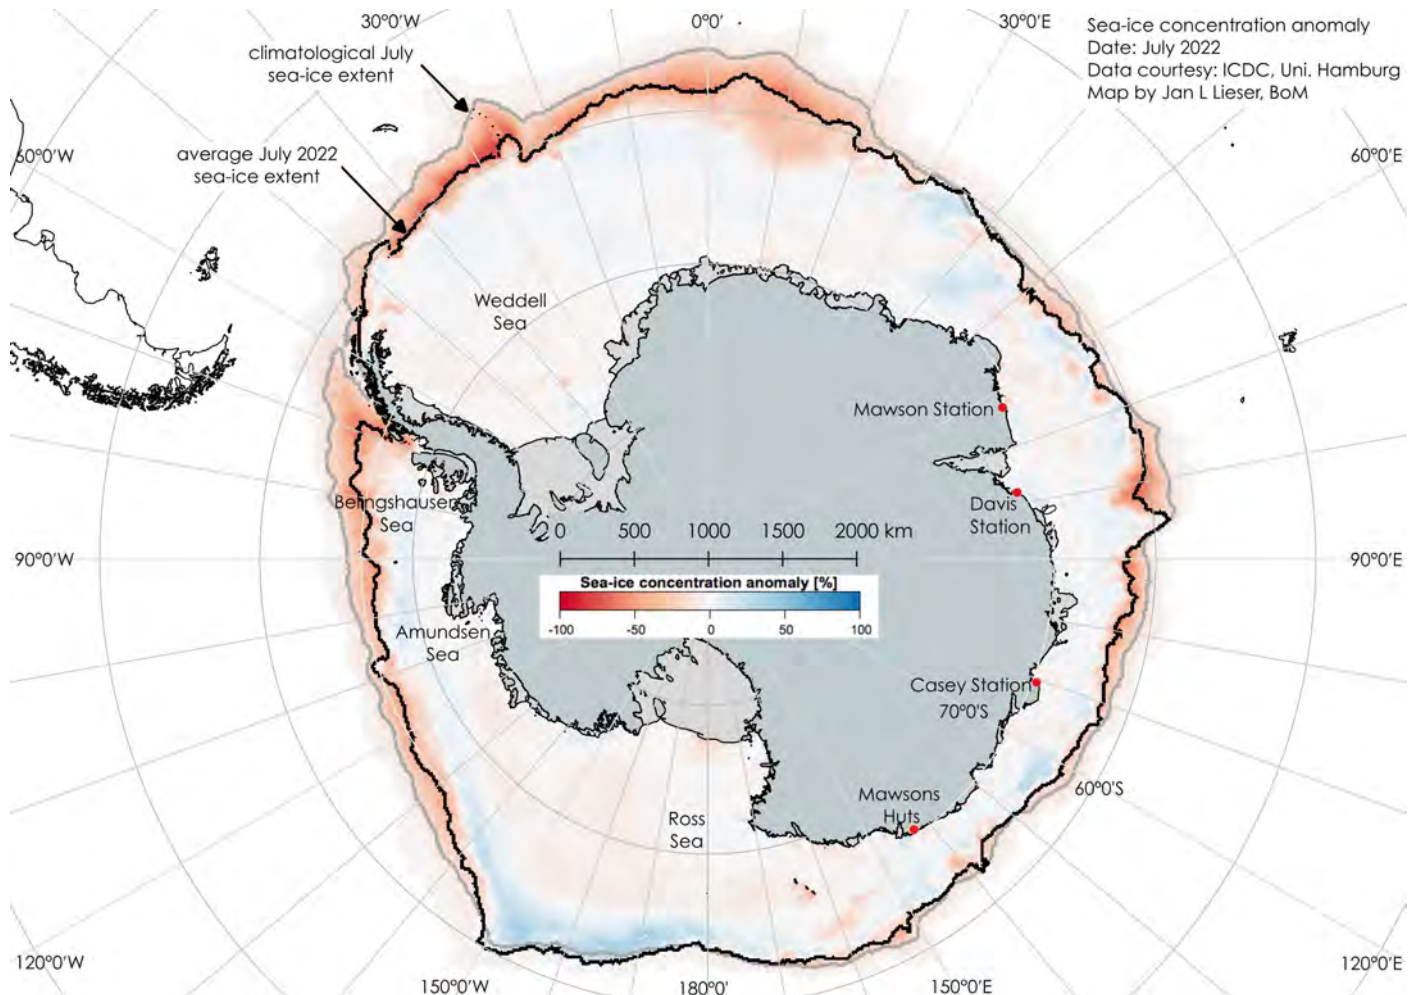 30°0'W
0°0'
30°0'E
Sea-ice concentration anomaly
Date: July 2022
Data courtesy: ICDC, Uni. Hamburg
Map by Jan L Lieser, BoM
climatological July
sea-ice extent
60°0'W
average July 2022
sea-ice extent
60°0'E
Weddell
Sea
Mawson Station
Davis
Station
Bellingshausen
Sea
0 500 1000 1500 2000 km
90°0'W
90°0'E
Sea-ice concentration anomaly [%]
-100 -50 0 50 100
Amundsen
Sea
Casey Station
70°0'S
60°0'S
Mawsons
Huts
Ross
Sea
120°0'W
120°0'E
150°0'W
180°0'
150°0'E